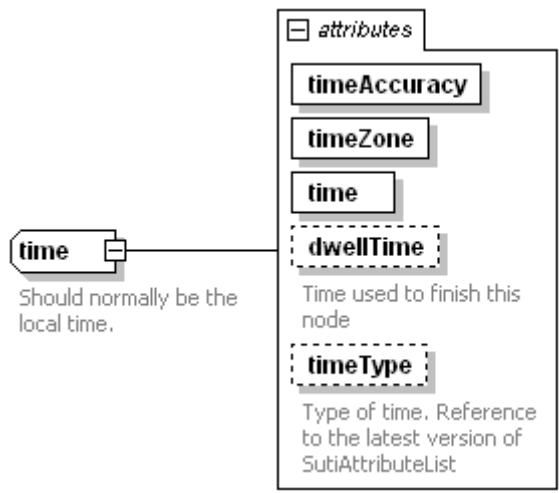 attributes
timeAccuracy
timeZone
time
time
Should normally be the
local time.
dwellTime
Time used to finish this
node
timeType
Type of time. Reference
to the latest version of
SutiAttributeList